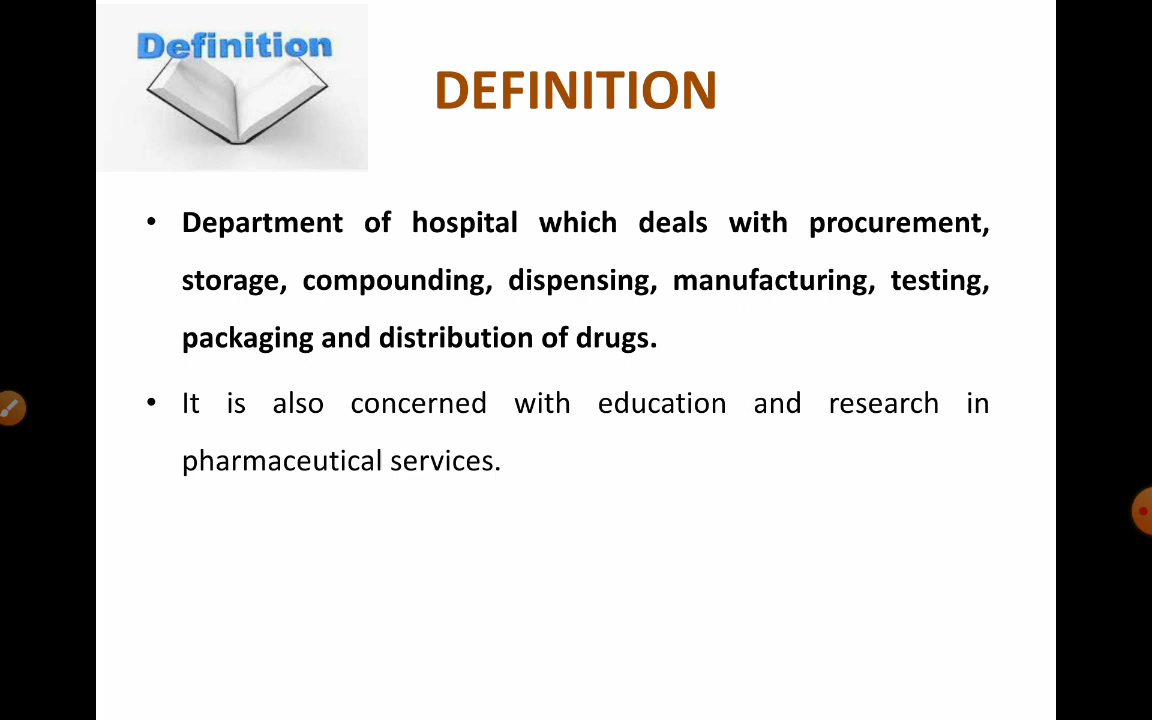 Definition
DEFINITION
• Department of hospital which deals with procurement,
storage, compounding, dispensing, manufacturing, testing,
packaging and distribution of drugs.
• It is also concerned with education and research in
pharmaceutical services.